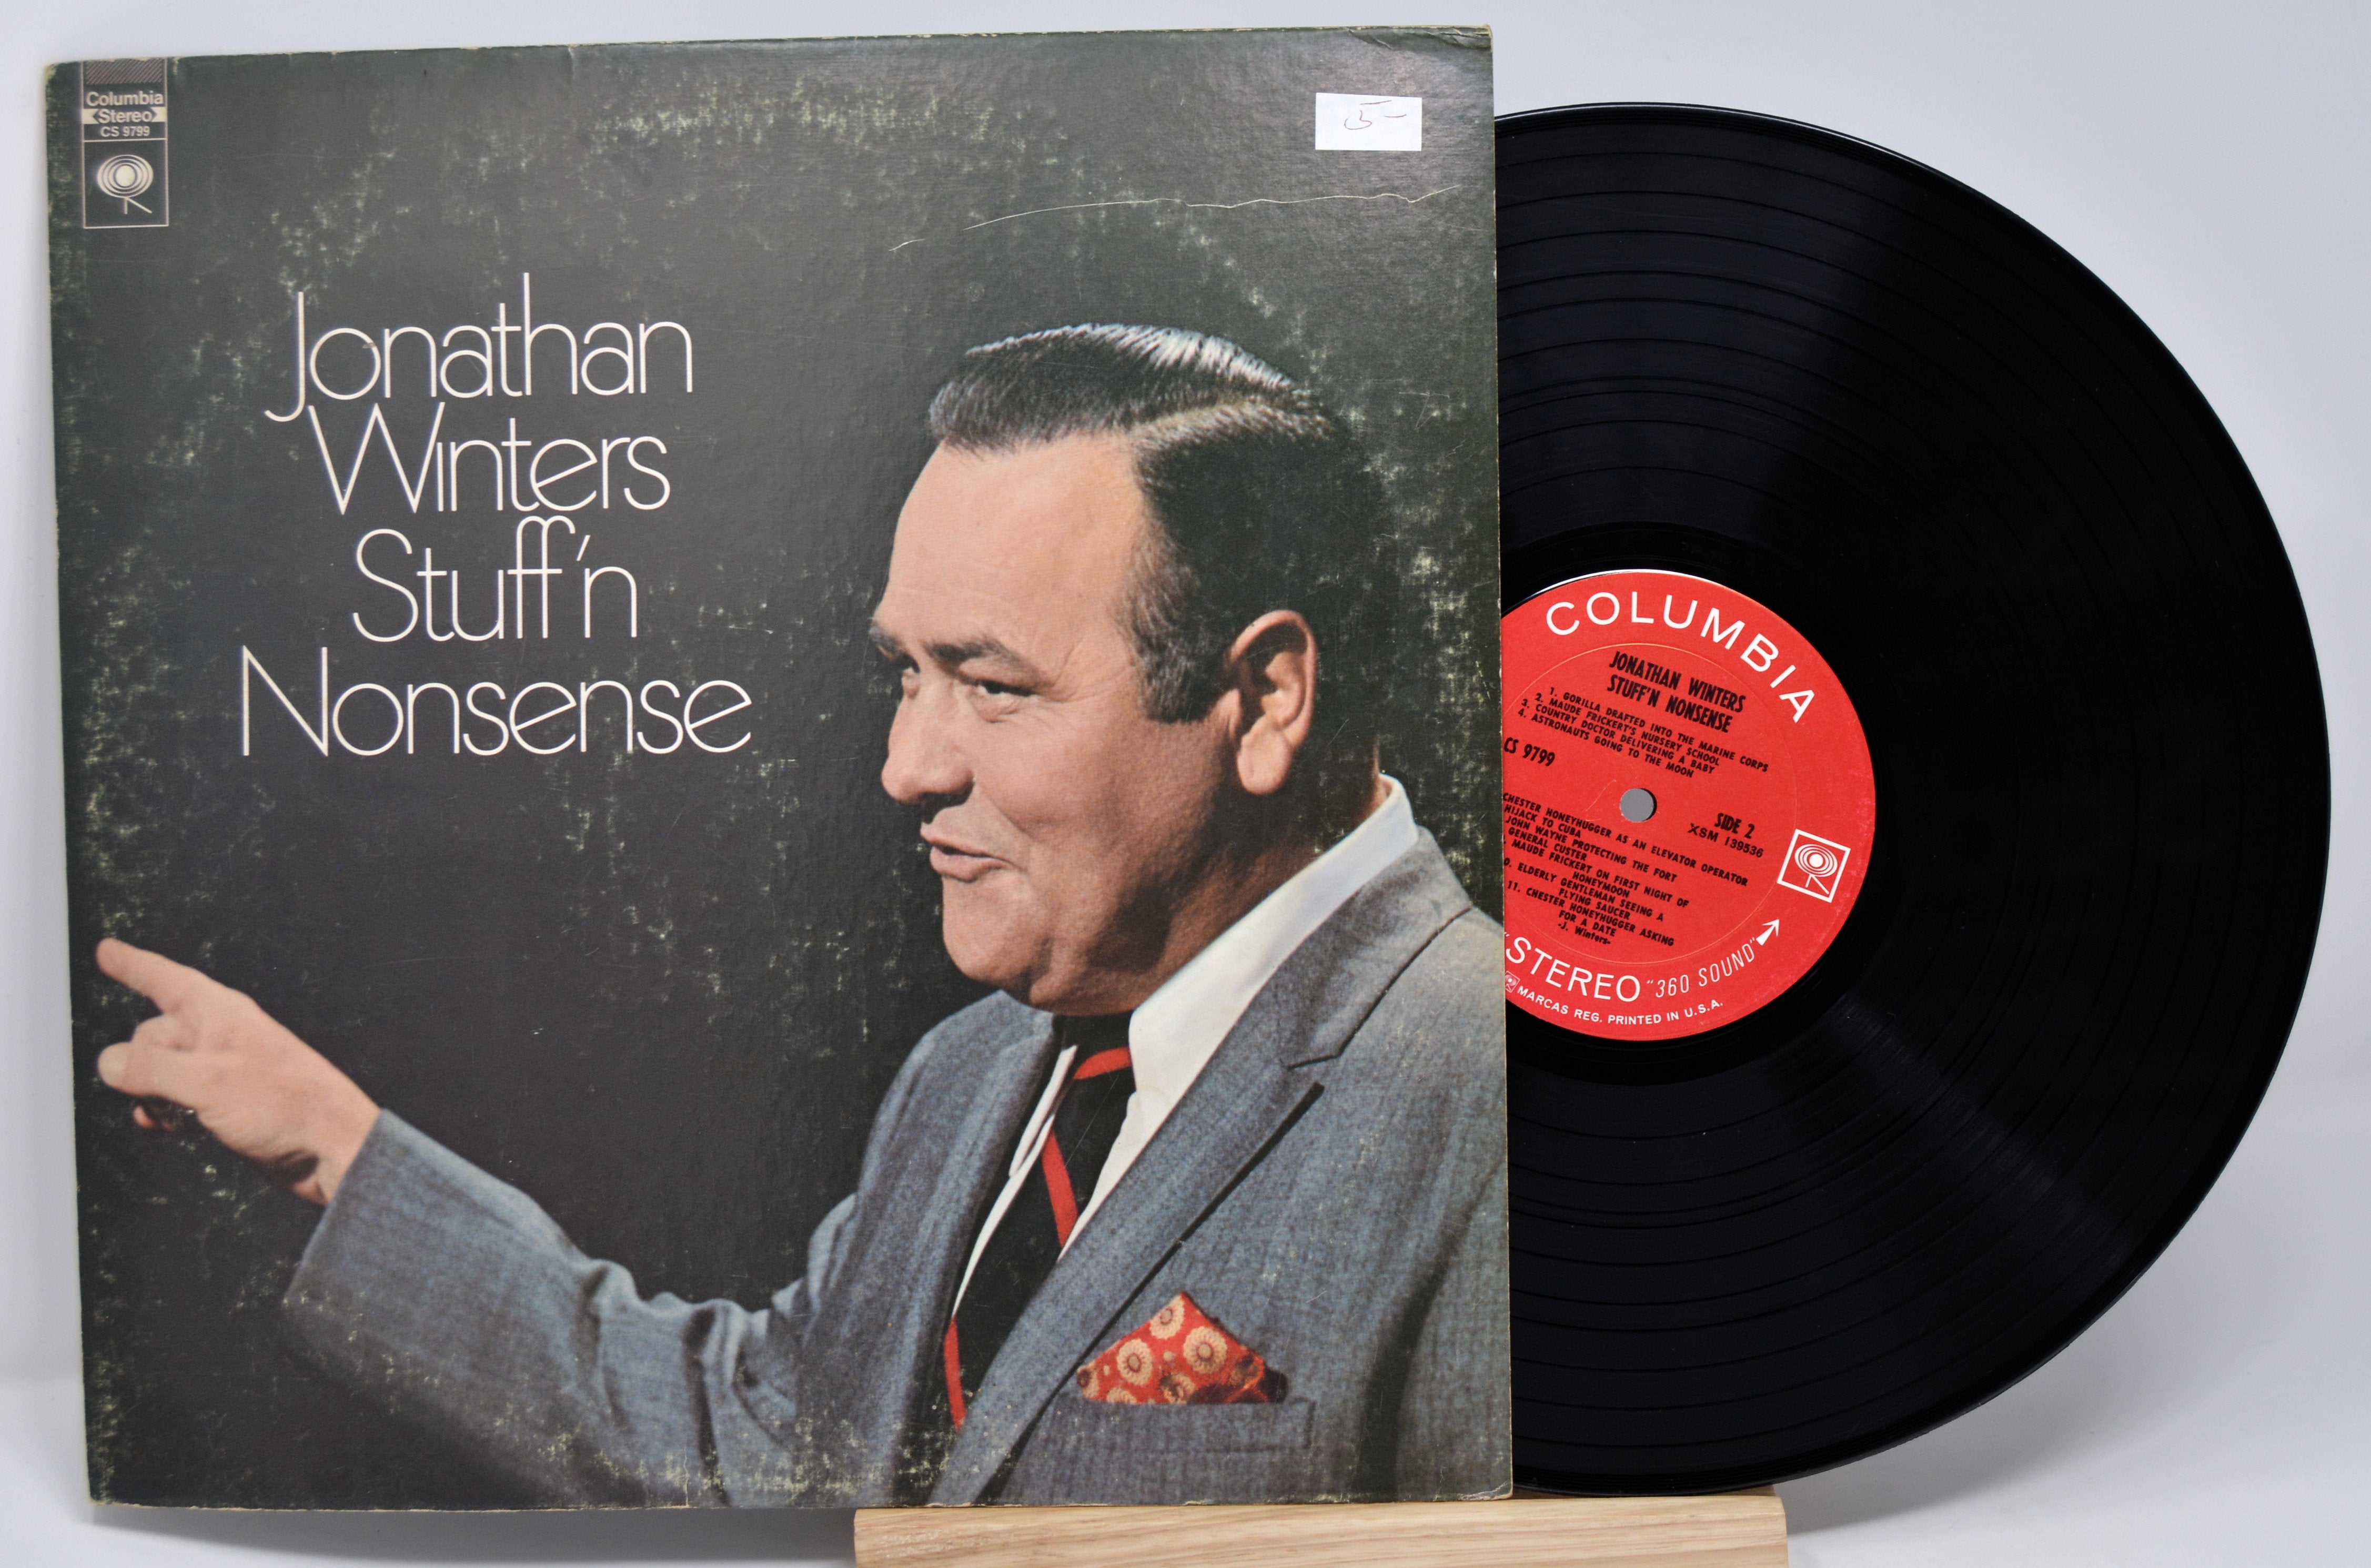 Columbia
Stereo
CS 9799
5-
Jonathan
Winters
Stuff'n
Nonsense
COLUMBIA
JONATHAN WINTERS
STUFF'N NONSENSE
1. GORILLA DRAFTED INTO THE MARINE CORPS
2. MAUDE FRICKERT'S NURSERY SCHOOL
3. COUNTRY DOCTOR DELIVERING A BABY
4. ASTRONAUTS GOING TO THE MOON
CS 9799
SIDE 2
XSM 139536
CHESTER HONEYHUGGER AS AN ELEVATOR OPERATOR
HIJACK TO CUBA
JOHN WAYNE PROTECTING THE FORT
GENERAL CUSTER
MAUDE FRICKERT ON FIRST NIGHT OF
HONEYMOON
0. ELDERLY GENTLEMAN SEEING A
FLYING SAUCER
11. CHESTER HONEYHUGGER ASKING
FOR A DATE
-J. Winters-
STEREO "360 SOUND"
MARCAS REG. PRINTED IN U.S.A.